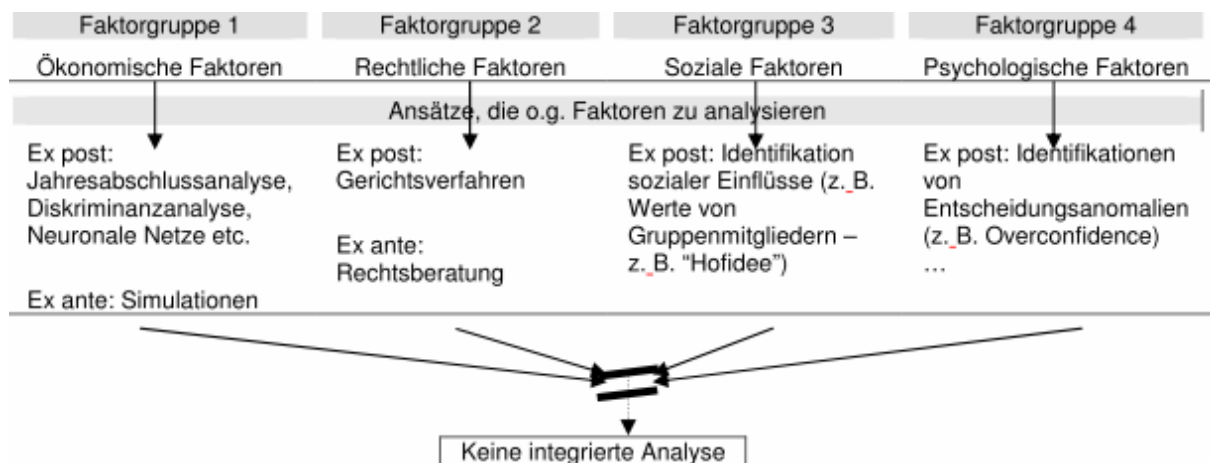 Faktorgruppe 1
Faktorgruppe 2
Faktorgruppe 3
Faktorgruppe 4
Ökonomische Faktoren
Rechtliche Faktoren
Soziale Faktoren
Psychologische Faktoren
Ansätze, die o.g. Faktoren zu analysieren
Ex post:
Jahresabschlussanalyse,
Diskriminanzanalyse,
Neuronale Netze etc.
Ex ante: Simulationen
Ex post:
Gerichtsverfahren
Ex ante:
Rechtsberatung
Ex post: Identifikation
sozialer Einflüsse (z. B.
Werte von
Gruppenmitgliedern –
z. B. “Hofidee”)
Ex post: Identifikationen
von
Entscheidungsanomalien
(z. B. Overconfidence)
…
Keine integrierte Analyse